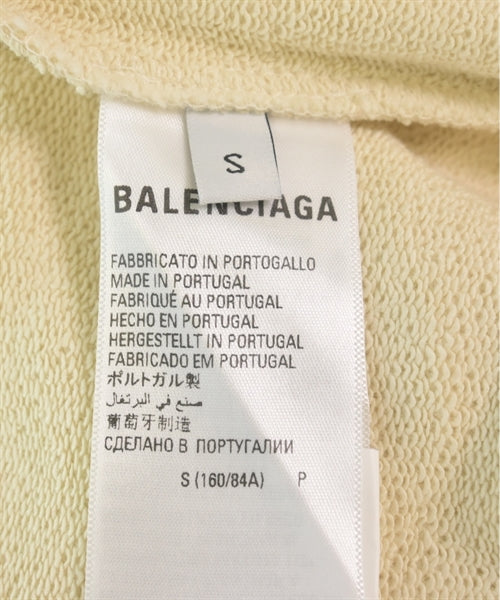 S
BALENCIAGA
FABBRICATO IN PORTOGALLO
MADE IN PORTUGAL
FABRIQUÉ AU PORTUGAL
HECHO EN PORTUGAL
HERGESTELLT IN PORTUGAL
FABRICADO EM PORTUGAL
ポルトガル製
صنع في البرتغال
葡萄牙制造
СДЕЛАНО В ПОРТУГАЛИИ
S (160/84A) P